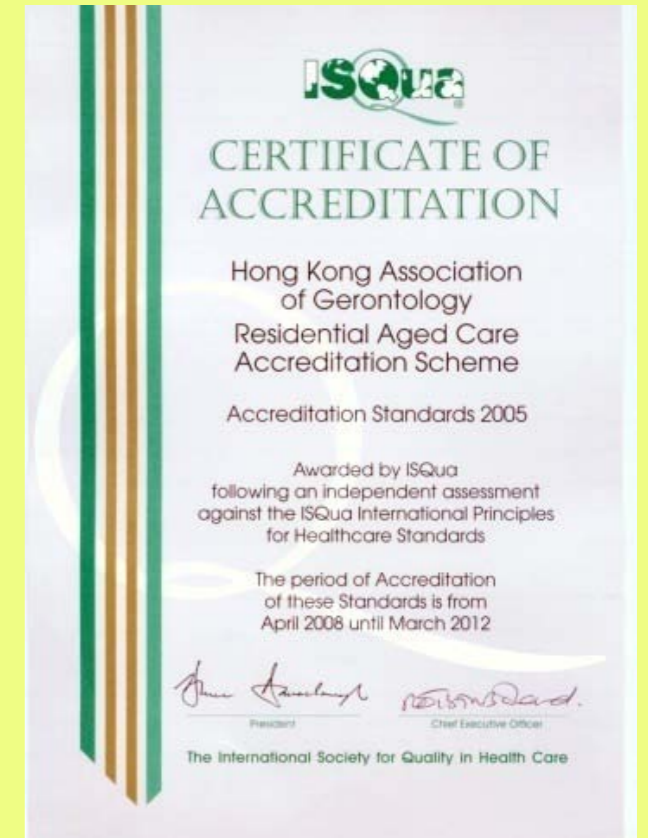 ISQua
®
CERTIFICATE OF
ACCREDITATION
Hong Kong Association
of Gerontology
Residential Aged Care
Accreditation Scheme
Accreditation Standards 2005
Awarded by ISQua
following an independent assessment
against the ISQua International Principles
for Healthcare Standards
The period of Accreditation
of these Standards is from
April 2008 until March 2012
President
Chief Executive Officer
The International Society for Quality in Health Care